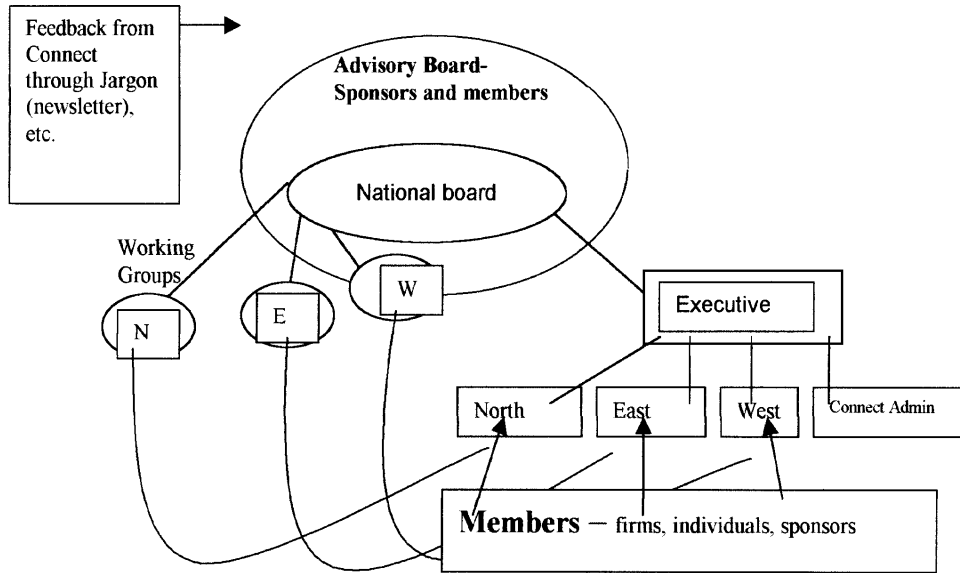 Feedback from
Connect
through Jargon
(newsletter),
etc.
Advisory Board-
Sponsors and members
National board
Working
Groups
N
E
W
Executive
North
East
West
Connect Admin
Members – firms, individuals, sponsors